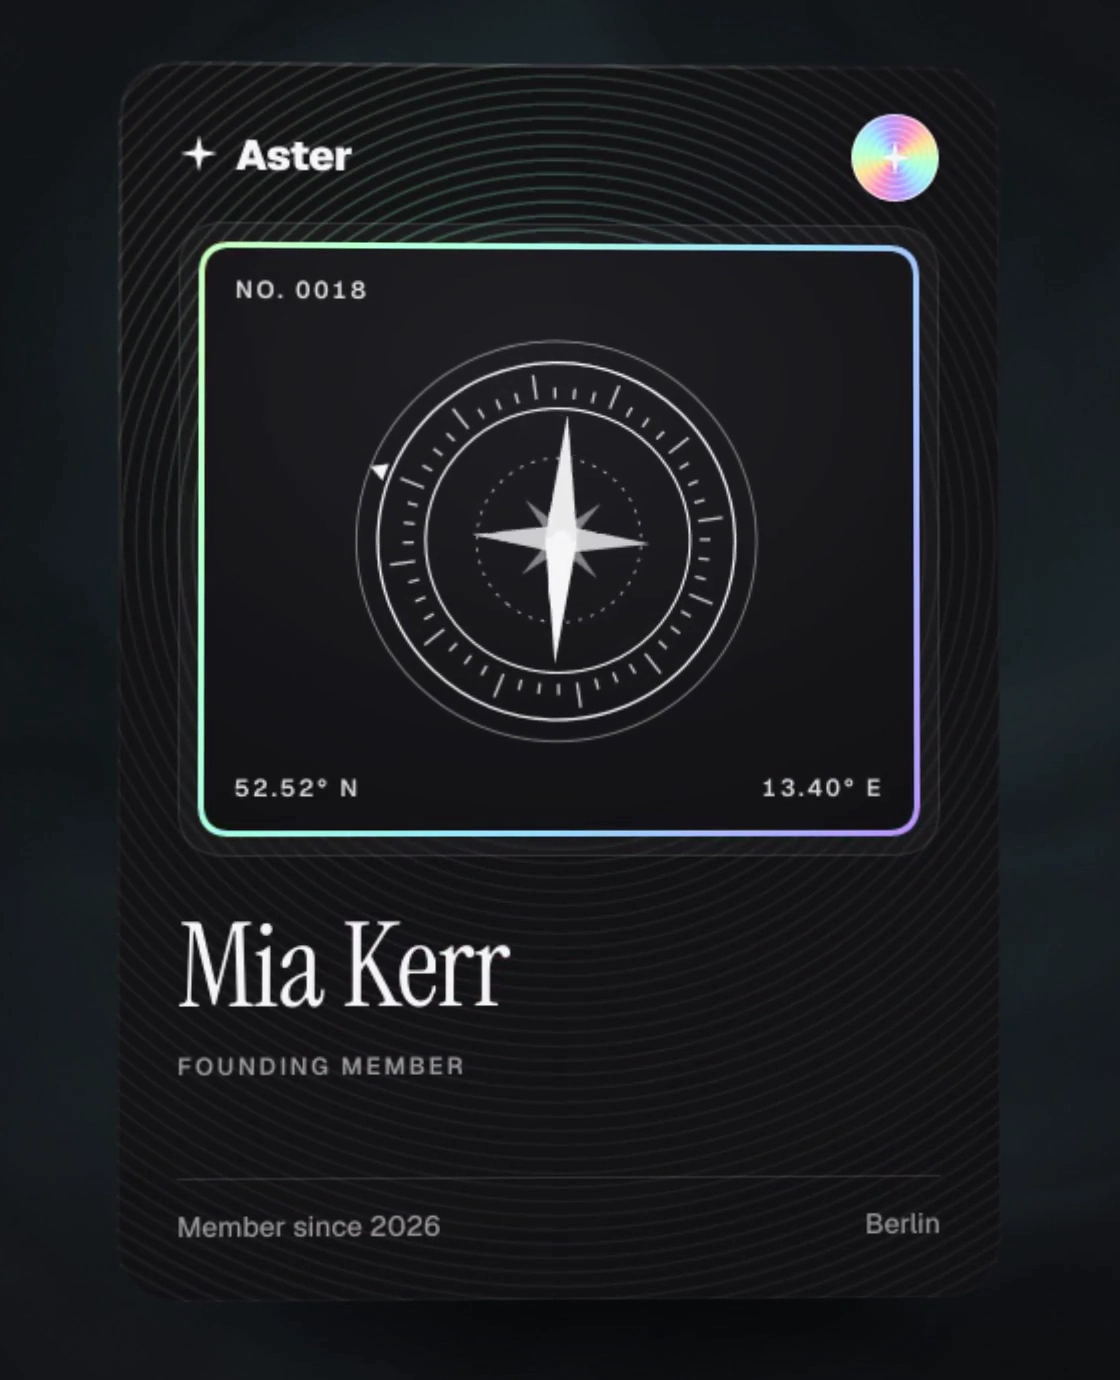 Aster
NO. 0018
52.52° N
13.40° E
Mia Kerr
FOUNDING MEMBER
Member since 2026
Berlin